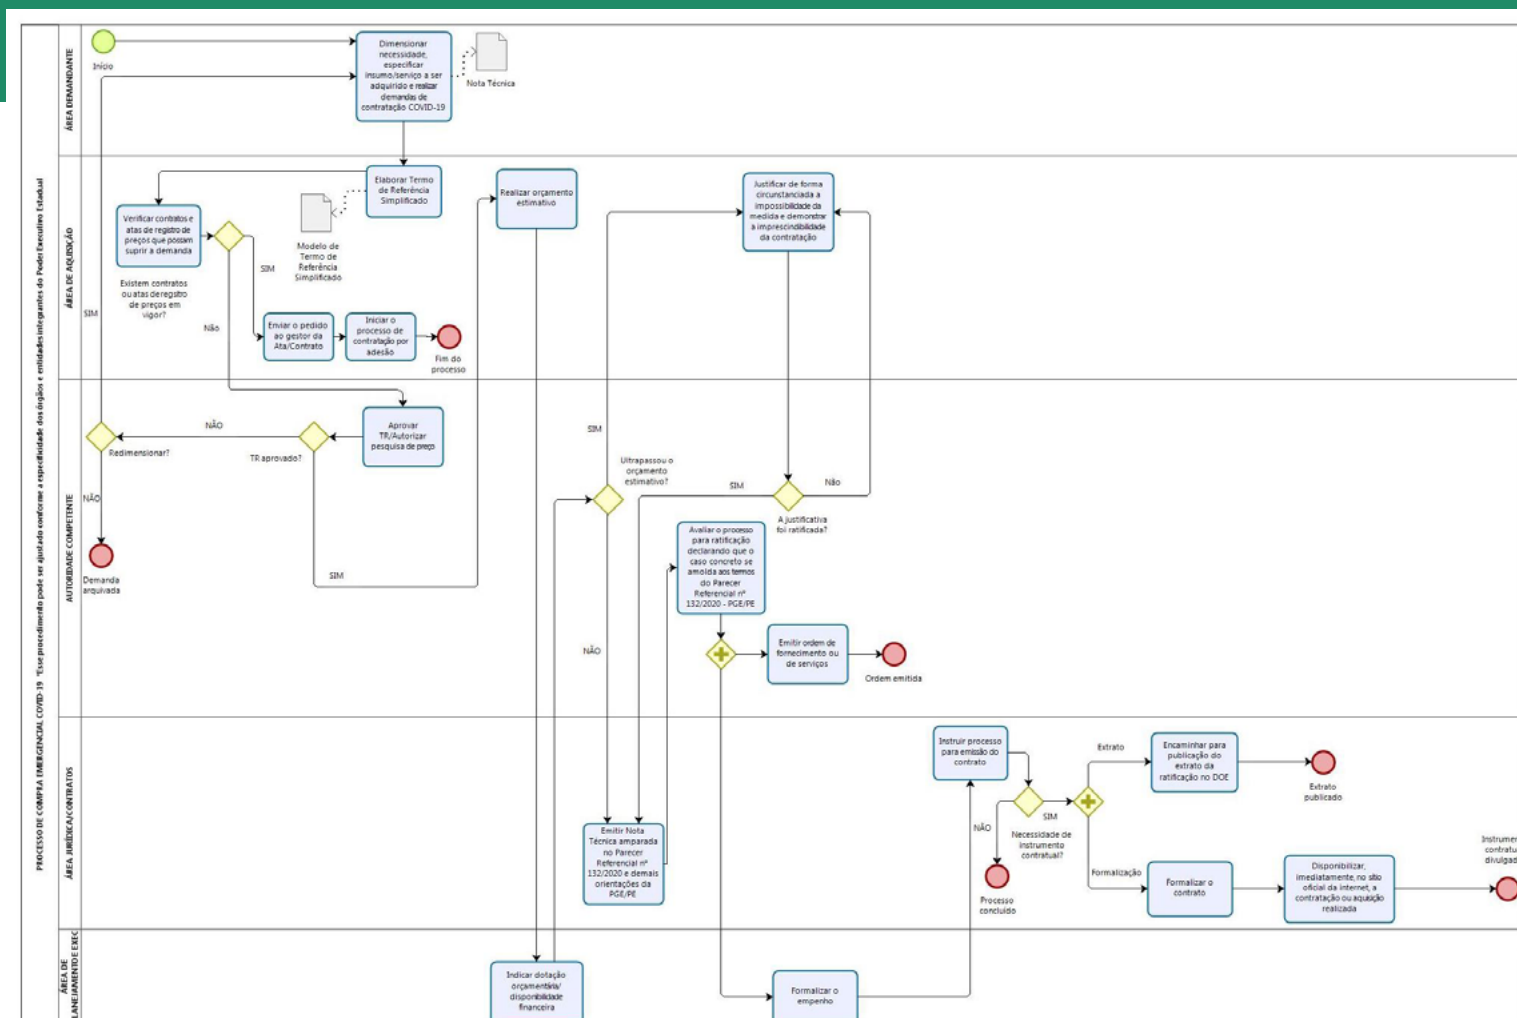 PROCESSO DE COMPRA EMERGENCIAL COVID-19 *Esse procedimento pode ser ajustado conforme a especificidade dos órgãos e entidades integrantes do Poder Executivo Estadual
ÁREA DEMANDANTE
Início
Dimensionar
necessidade,
especificar
insumo/serviço a ser
adquirido e realizar
demandas de
contratação COVID-19
Nota Técnica
ÁREA DE AQUISIÇÃO
Elaborar Termo
de Referência
Simplificado
Modelo de
Termo de
Referência
Simplificado
Verificar contratos e
atas de registro de
preços que possam
suprir a demanda
Existem contratos
ou atas de registro
de preços em
vigor?
SIM
Não
SIM
Enviar o pedido
ao gestor da
Ata/Contrato
Iniciar o
processo de
contratação por
adesão
Fim do
processo
Realizar orçamento
estimativo
Justificar de forma
circunstanciada a
impossibilidade da
medida e demonstrar
a imprescindibilidade
da contratação
AUTORIDADE COMPETENTE
Aprovar
TR/Autorizar
pesquisa de preço
TR aprovado?
NÃO
Redimensionar?
NÃO
Demanda
arquivada
SIM
SIM
Ultrapassou o
orçamento
estimativo?
NÃO
SIM
Não
A justificativa
foi ratificada?
Avaliar o processo
para ratificação
declarando que o
caso concreto se
amolda aos termos
do Parecer
Referencial nº
132/2020 - PGE/PE
Emitir ordem de
fornecimento ou
de serviços
Ordem emitida
ÁREA JURÍDICA/CONTRATOS
Emitir Nota
Técnica amparada
no Parecer
Referencial nº
132/2020 e demais
orientações da
PGE/PE
Instruir processo
para emissão do
contrato
NÃO
SIM
Necessidade de
instrumento
contratual?
Processo
concluído
Extrato
Encaminhar para
publicação do
extrato da
ratificação no DOE
Extrato
publicado
Formalização
Formalizar o
contrato
Disponibilizar,
imediatamente, no sítio
oficial da internet, a
contratação ou aquisição
realizada
Instrumen
contratu
divulgad
ÁREA DE
LANEJAMENTO E EXEC
Indicar dotação
orçamentária/
disponibilidade
financeira
Formalizar o
empenho